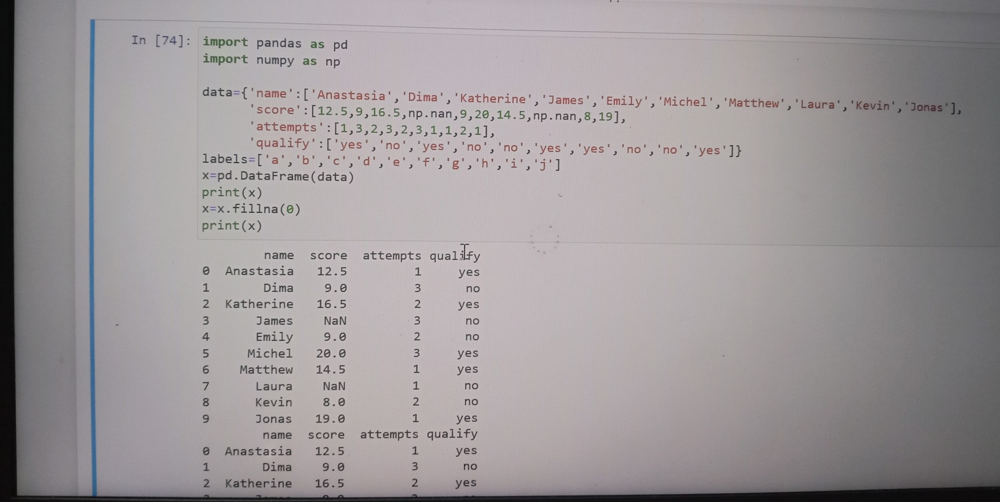 In [74]: import pandas as pd
import numpy as np
data={'name':['Anastasia','Dima','Katherine','James','Emily','Michel','Matthew','Laura','Kevin','Jonas'],
'score':[12.5,9,16.5,np.nan,9,20,14.5,np.nan,8,19],
'attempts':[1,3,2,3,2,3,1,1,2,1],
'qualify':['yes','no','yes','no','no','yes','yes','no','no','yes']}
labels=['a','b','c','d','e','f','g','h','i','j']
x=pd.DataFrame(data)
print(x)
x=x.fillna(0)
print(x)
name score attempts qualify
0 Anastasia 12.5 1 yes
1 Dima 9.0 3 no
2 Katherine 16.5 2 yes
3 James NaN 3 no
4 Emily 9.0 2 no
5 Michel 20.0 3 yes
6 Matthew 14.5 1 yes
7 Laura NaN 1 no
8 Kevin 8.0 2 no
9 Jonas 19.0 1 yes
name score attempts qualify
0 Anastasia 12.5 1 yes
1 Dima 9.0 3 no
2 Katherine 16.5 2 yes